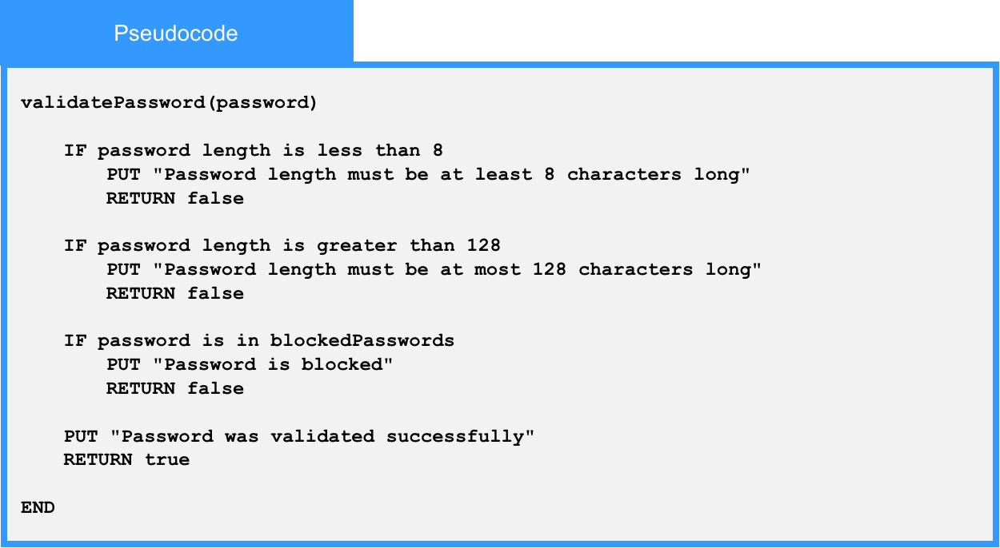 Pseudocode
validatePassword(password)
IF password length is less than 8
PUT "Password length must be at least 8 characters long"
RETURN false
IF password length is greater than 128
PUT "Password length must be at most 128 characters long"
RETURN false
IF password is in blockedPasswords
PUT "Password is blocked"
RETURN false
PUT "Password was validated successfully"
RETURN true
END